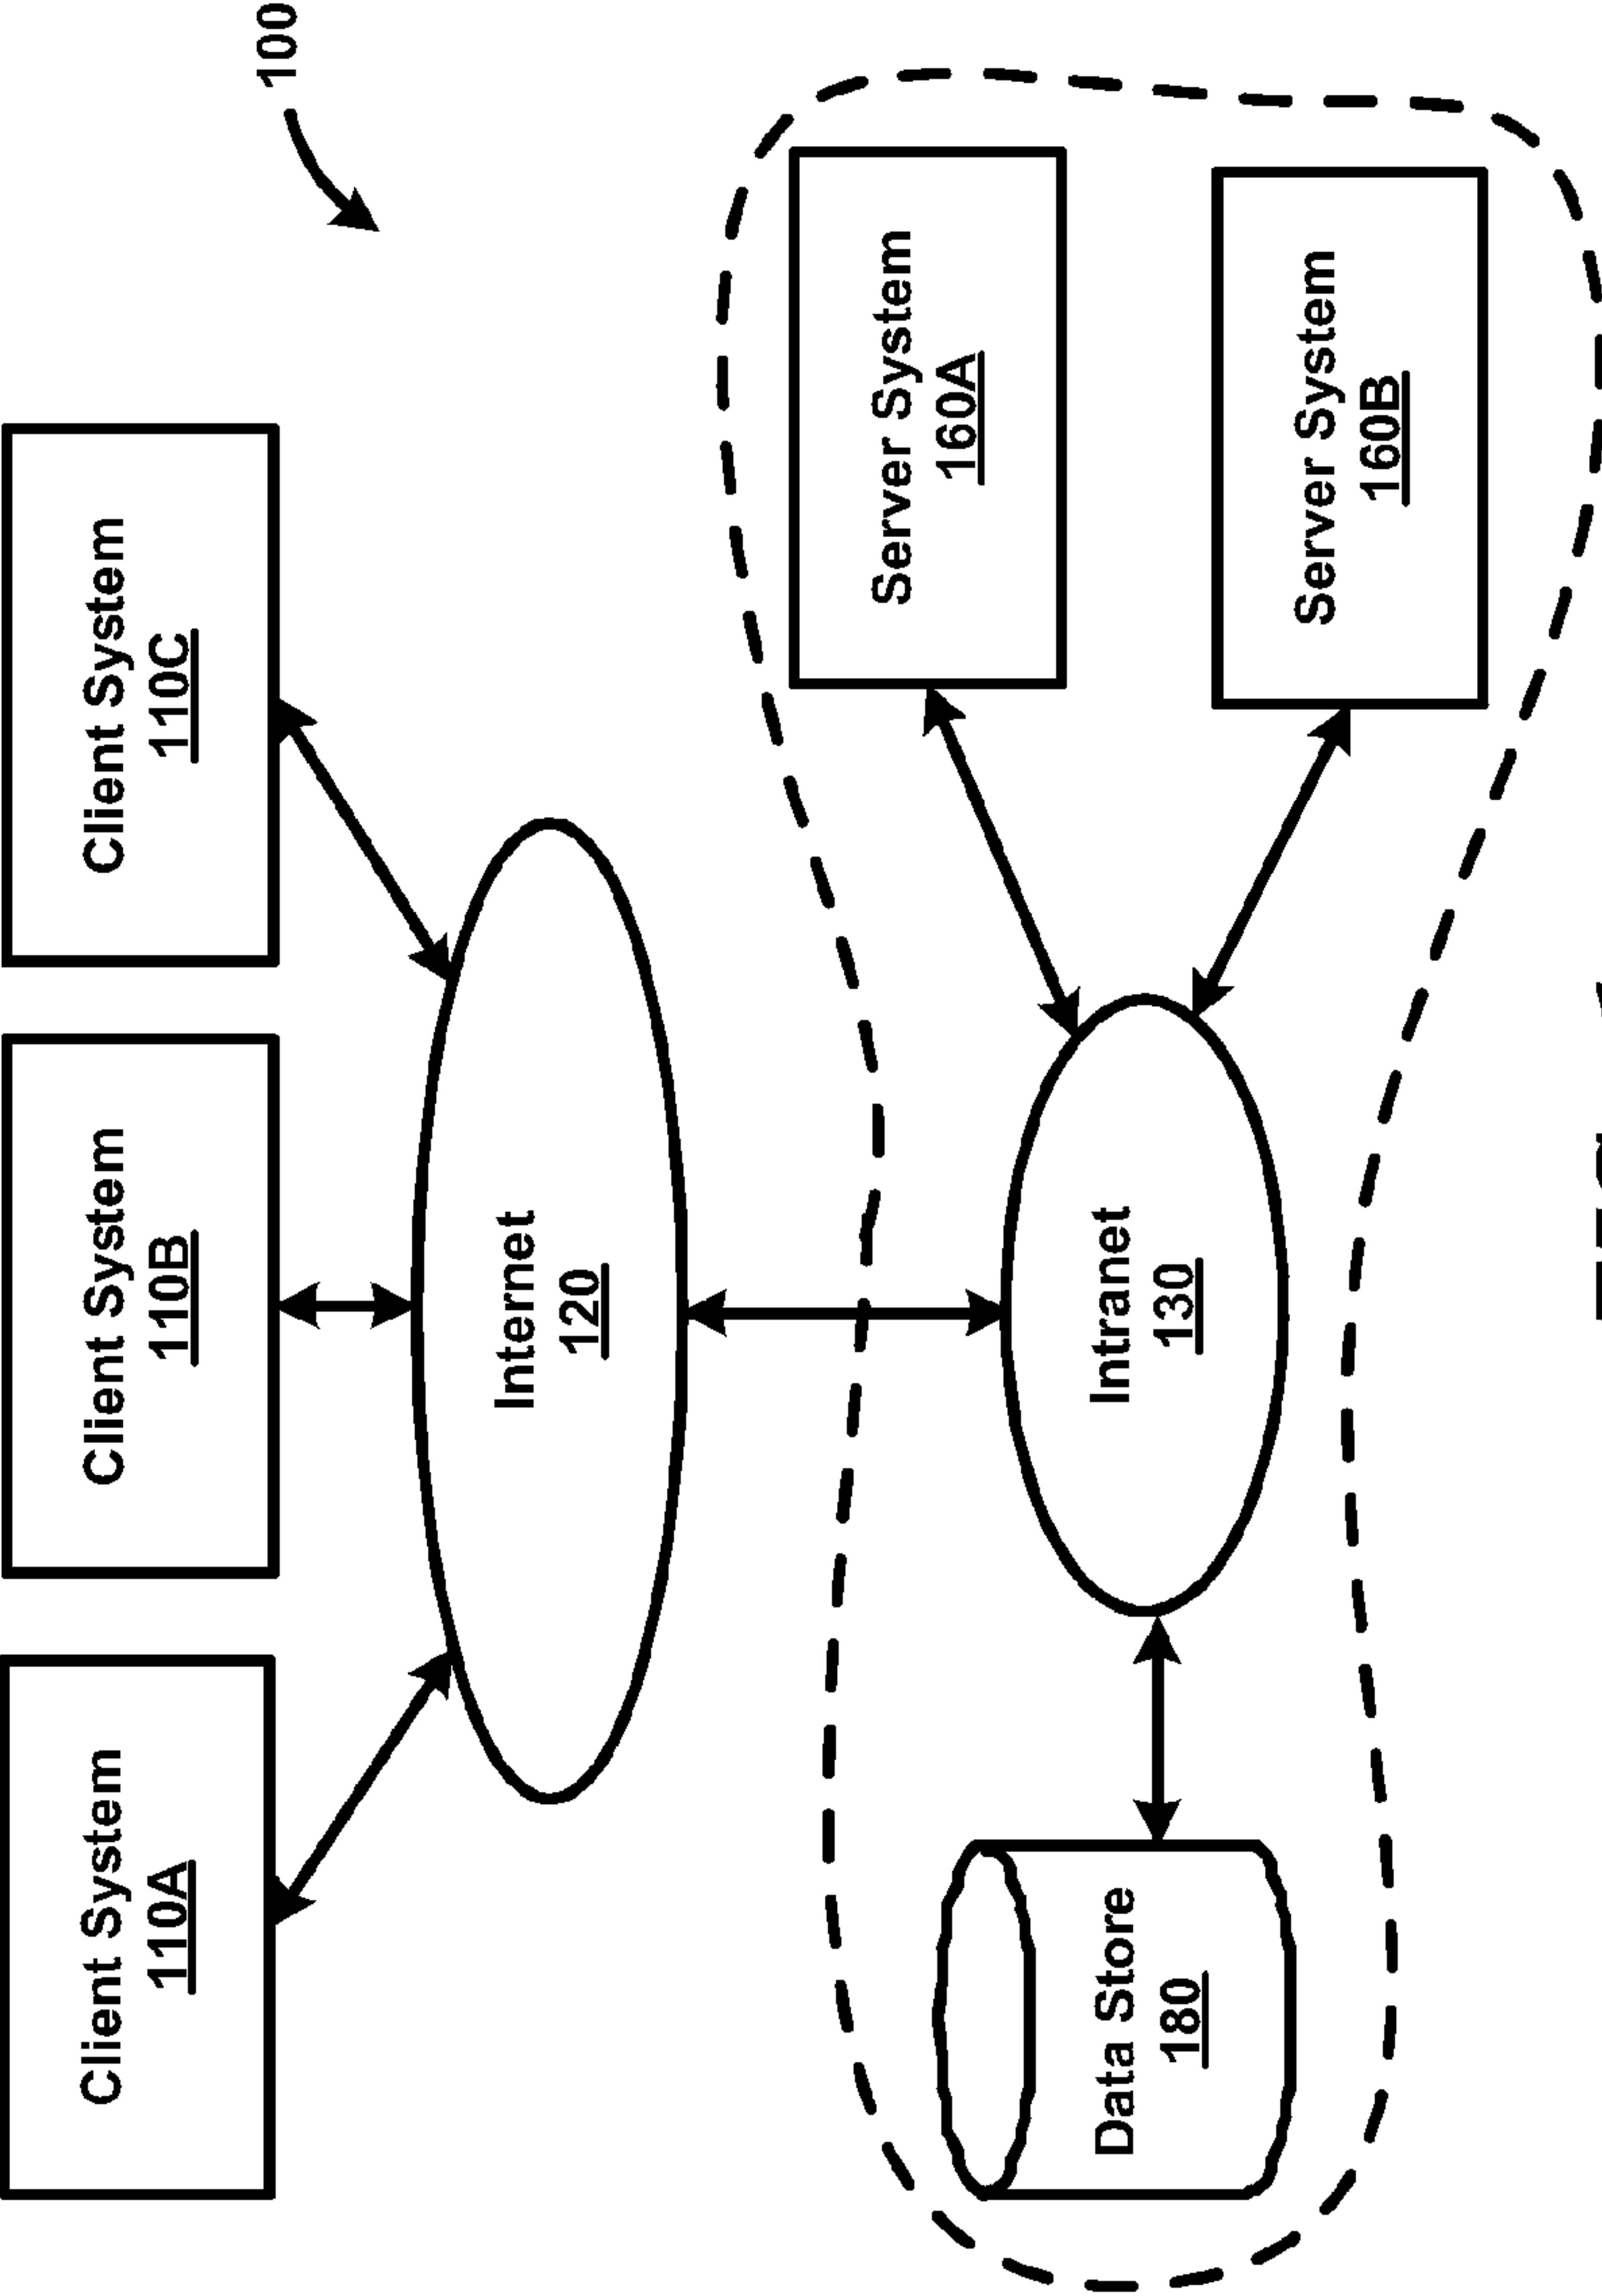 100
Client System
110A
Client System
110B
Client System
110C
Internet
120
Intranet
130
Data Store
180
Server System
160A
Server System
160B